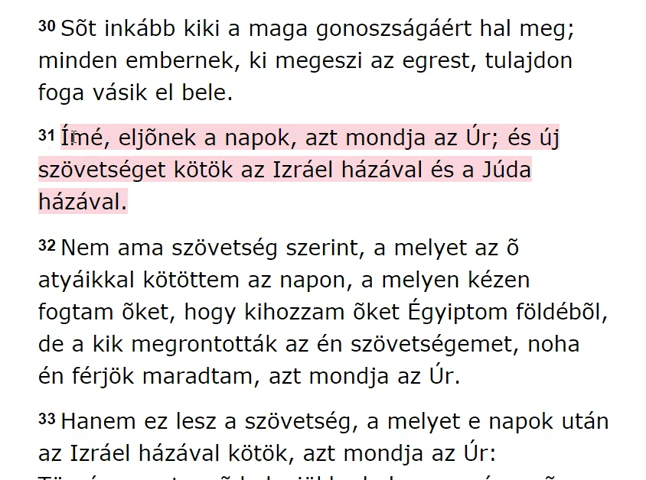 30 Sõt inkább kiki a maga gonoszságáért hal meg;
minden embernek, ki megeszi az egrest, tulajdon
foga vásik el bele.
31 Ímé, eljõnek a napok, azt mondja az Úr; és új
szövetséget kötök az Izráel házával és a Júda
házával.
32 Nem ama szövetség szerint, a melyet az õ
atyáikkal kötöttem az napon, a melyen kézen
fogtam õket, hogy kihozzam õket Égyiptom földébõl,
de a kik megrontották az én szövetségemet, noha
én férjök maradtam, azt mondja az Úr.
33 Hanem ez lesz a szövetség, a melyet e napok után
az Izráel házával kötök, azt mondja az Úr: